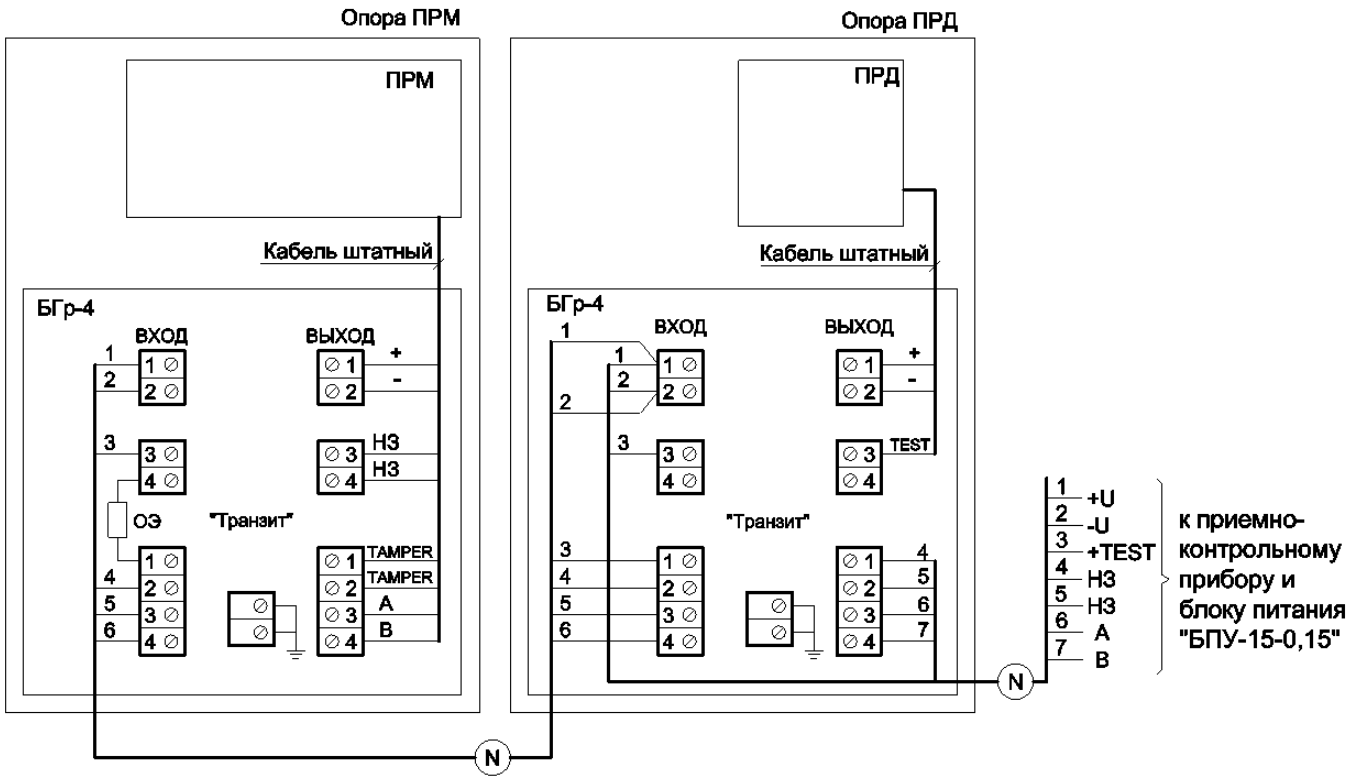 Опора ПРМ
ПРМ
Кабель штатный
БГр-4
ВХОД
ВЫХОД
1
1
+
1
2
2
-
2
3
3
НЗ
3
4
НЗ
4
ОЭ
"Транзит"
1
1
TAMPER
4
2
2
TAMPER
5
3
3
A
6
4
4
B
N
Опора ПРД
ПРД
Кабель штатный
БГр-4
ВХОД
ВЫХОД
1
1
1
1
+
2
2
2
-
2
3
3
3
TEST
4
4
"Транзит"
3
1
1
4
4
2
2
5
5
3
3
6
6
4
4
7
N
1 +U
2 -U
3 +TEST
4 НЗ
5 НЗ
6 A
7 B
к приемно-
контрольному
прибору и
блоку питания
"БПУ-15-0,15"